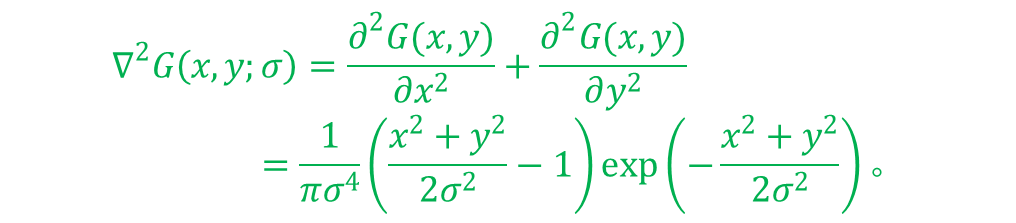 ∇²G(x, y; σ) = ∂²G(x, y)/∂x² + ∂²G(x, y)/∂y²
= 1/πσ⁴ (x² + y²/2σ² − 1) exp (− x² + y²/2σ²) 。